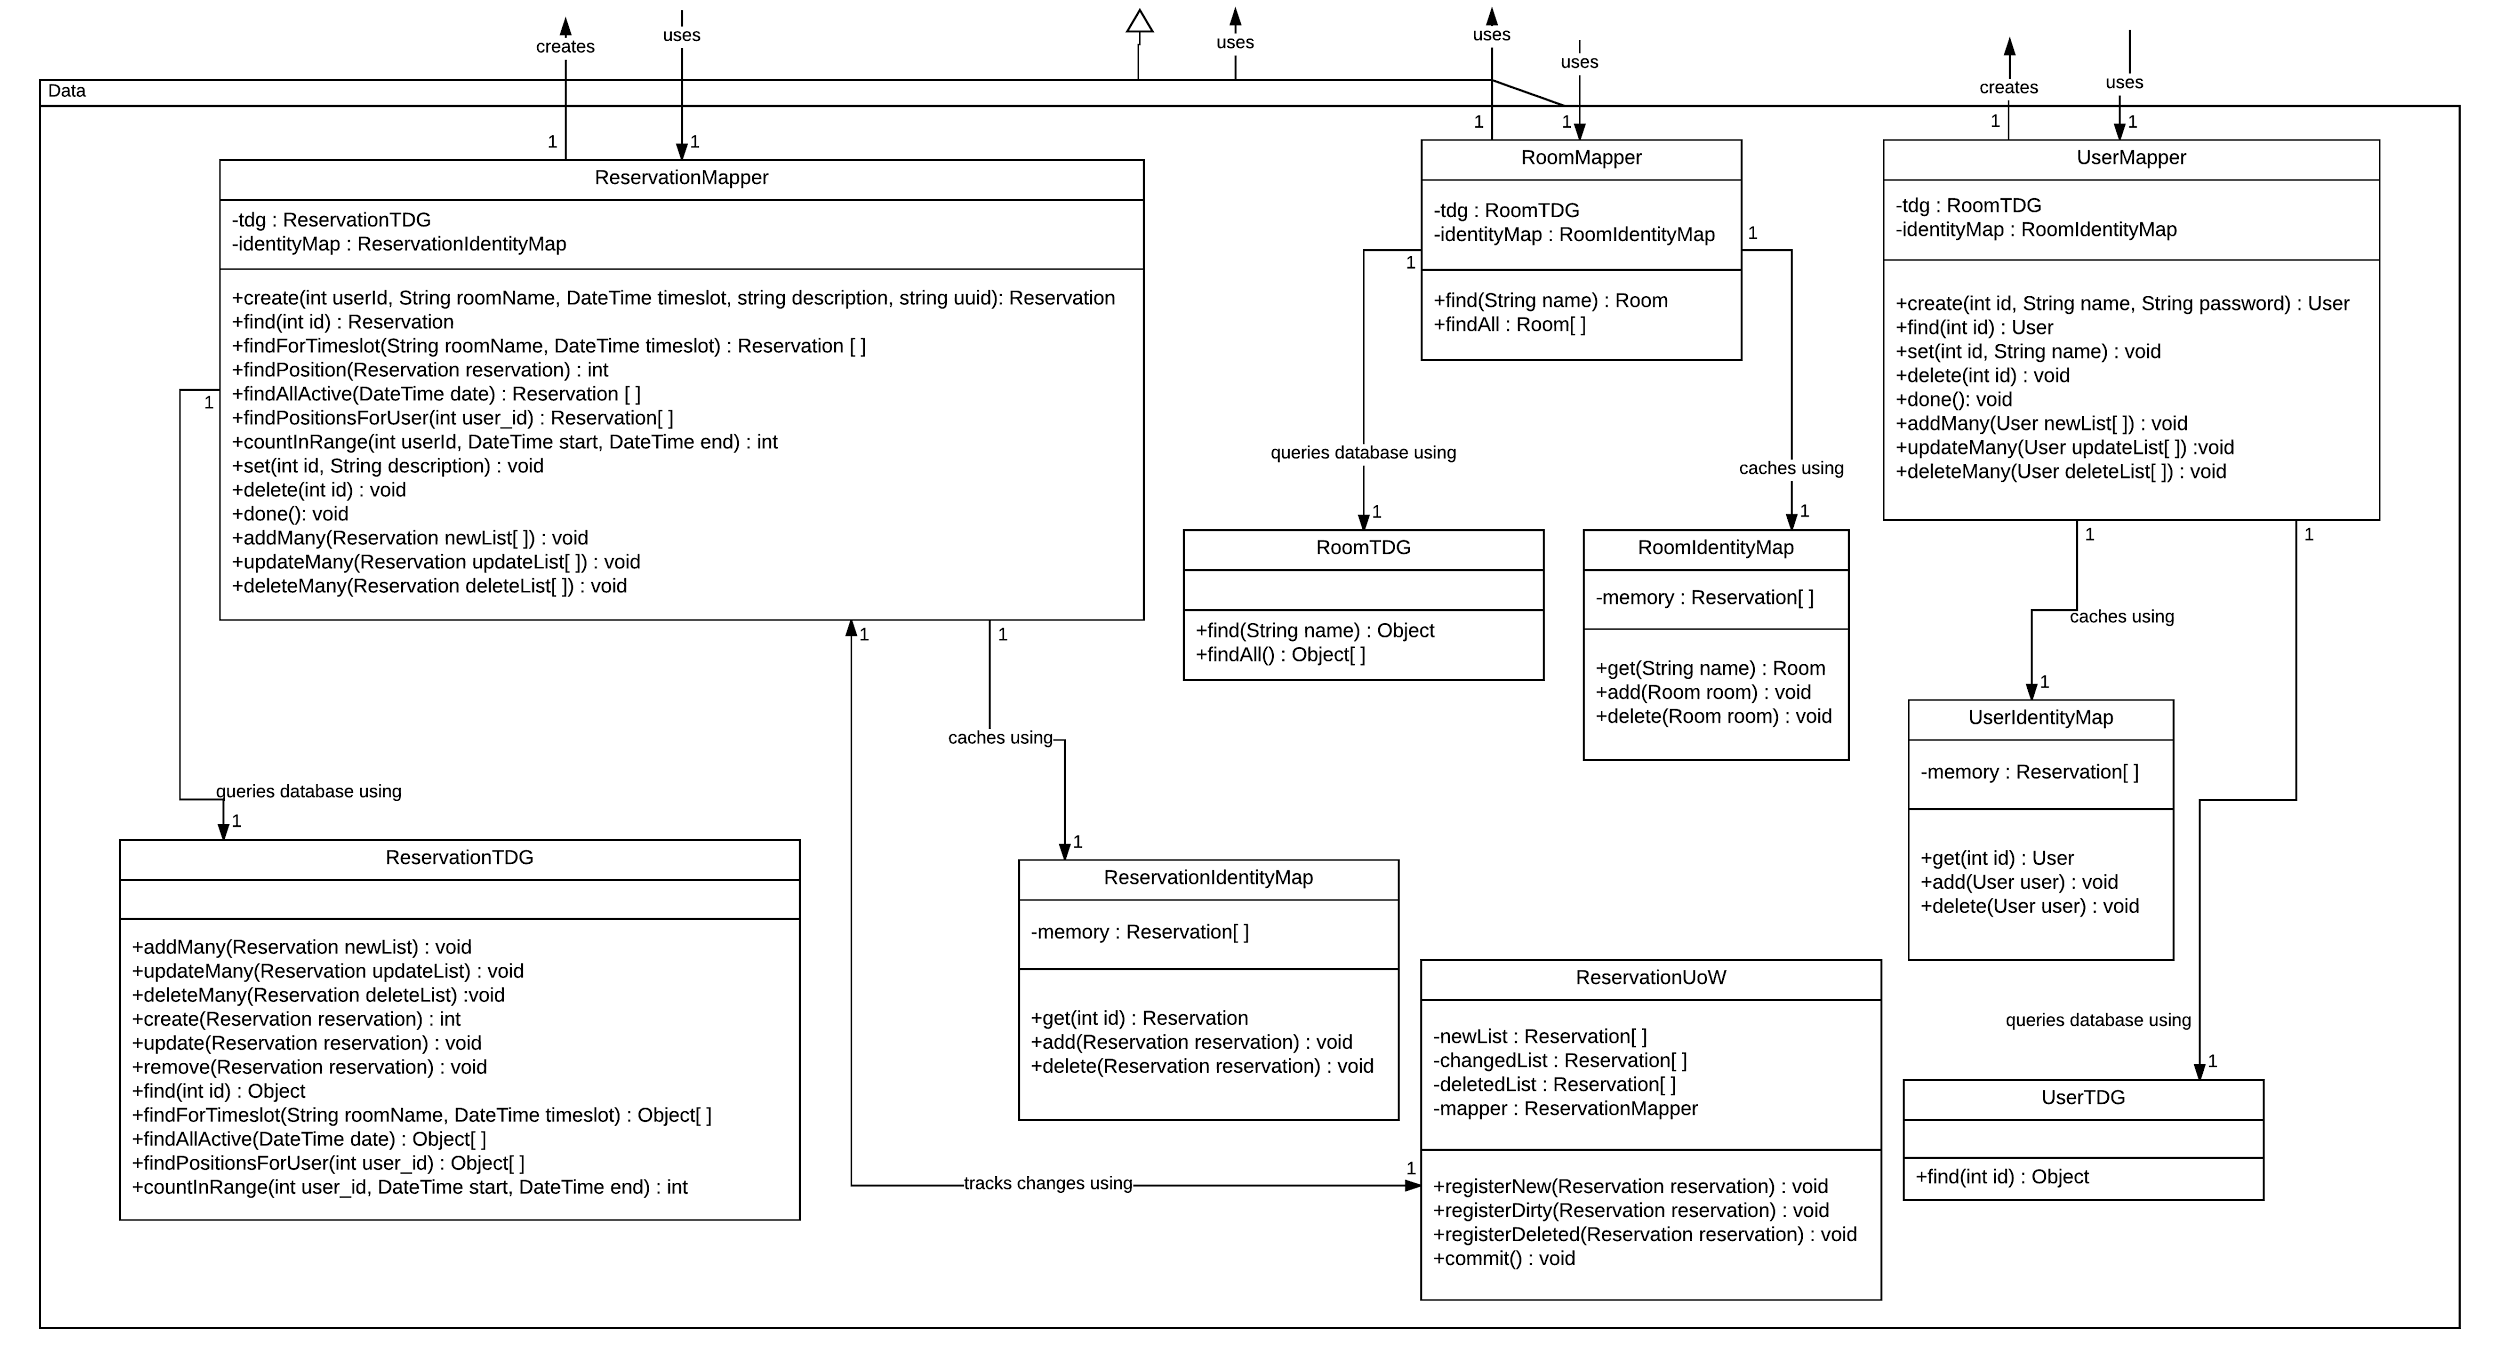 creates
uses
uses
uses
uses
creates
uses
Data
1
1
1
1
1
1
ReservationMapper
-tdg : ReservationTDG
-identityMap : ReservationIdentityMap
+create(int userId, String roomName, DateTime timeslot, string description, string uuid): Reservation
+find(int id) : Reservation
+findForTimeslot(String roomName, DateTime timeslot) : Reservation [ ]
+findPosition(Reservation reservation) : int
+findAllActive(DateTime date) : Reservation [ ]
+findPositionsForUser(int user_id) : Reservation[ ]
+countInRange(int userId, DateTime start, DateTime end) : int
+set(int id, String description) : void
+delete(int id) : void
+done(): void
+addMany(Reservation newList[ ]) : void
+updateMany(Reservation updateList[ ]) : void
+deleteMany(Reservation deleteList[ ]) : void
RoomMapper
-tdg : RoomTDG
-identityMap : RoomIdentityMap
+find(String name) : Room
+findAll : Room[ ]
UserMapper
-tdg : RoomTDG
-identityMap : RoomIdentityMap
+create(int id, String name, String password) : User
+find(int id) : User
+set(int id, String name) : void
+delete(int id) : void
+done(): void
+addMany(User newList[ ]) : void
+updateMany(User updateList[ ]) :void
+deleteMany(User deleteList[ ]) : void
1
1
1
queries database using
caches using
1
1
RoomTDG
+find(String name) : Object
+findAll() : Object[ ]
RoomIdentityMap
-memory : Reservation[ ]
+get(String name) : Room
+add(Room room) : void
+delete(Room room) : void
1
1
caches using
1
1
1
UserIdentityMap
-memory : Reservation[ ]
+get(int id) : User
+add(User user) : void
+delete(User user) : void
caches using
queries database using
1
1
ReservationTDG
+addMany(Reservation newList) : void
+updateMany(Reservation updateList) : void
+deleteMany(Reservation deleteList) :void
+create(Reservation reservation) : int
+update(Reservation reservation) : void
+remove(Reservation reservation) : void
+find(int id) : Object
+findForTimeslot(String roomName, DateTime timeslot) : Object[ ]
+findAllActive(DateTime date) : Object[ ]
+findPositionsForUser(int user_id) : Object[ ]
+countInRange(int user_id, DateTime start, DateTime end) : int
ReservationIdentityMap
-memory : Reservation[ ]
+get(int id) : Reservation
+add(Reservation reservation) : void
+delete(Reservation reservation) : void
tracks changes using
1
ReservationUoW
-newList : Reservation[ ]
-changedList : Reservation[ ]
-deletedList : Reservation[ ]
-mapper : ReservationMapper
+registerNew(Reservation reservation) : void
+registerDirty(Reservation reservation) : void
+registerDeleted(Reservation reservation) : void
+commit() : void
queries database using
1
UserTDG
+find(int id) : Object